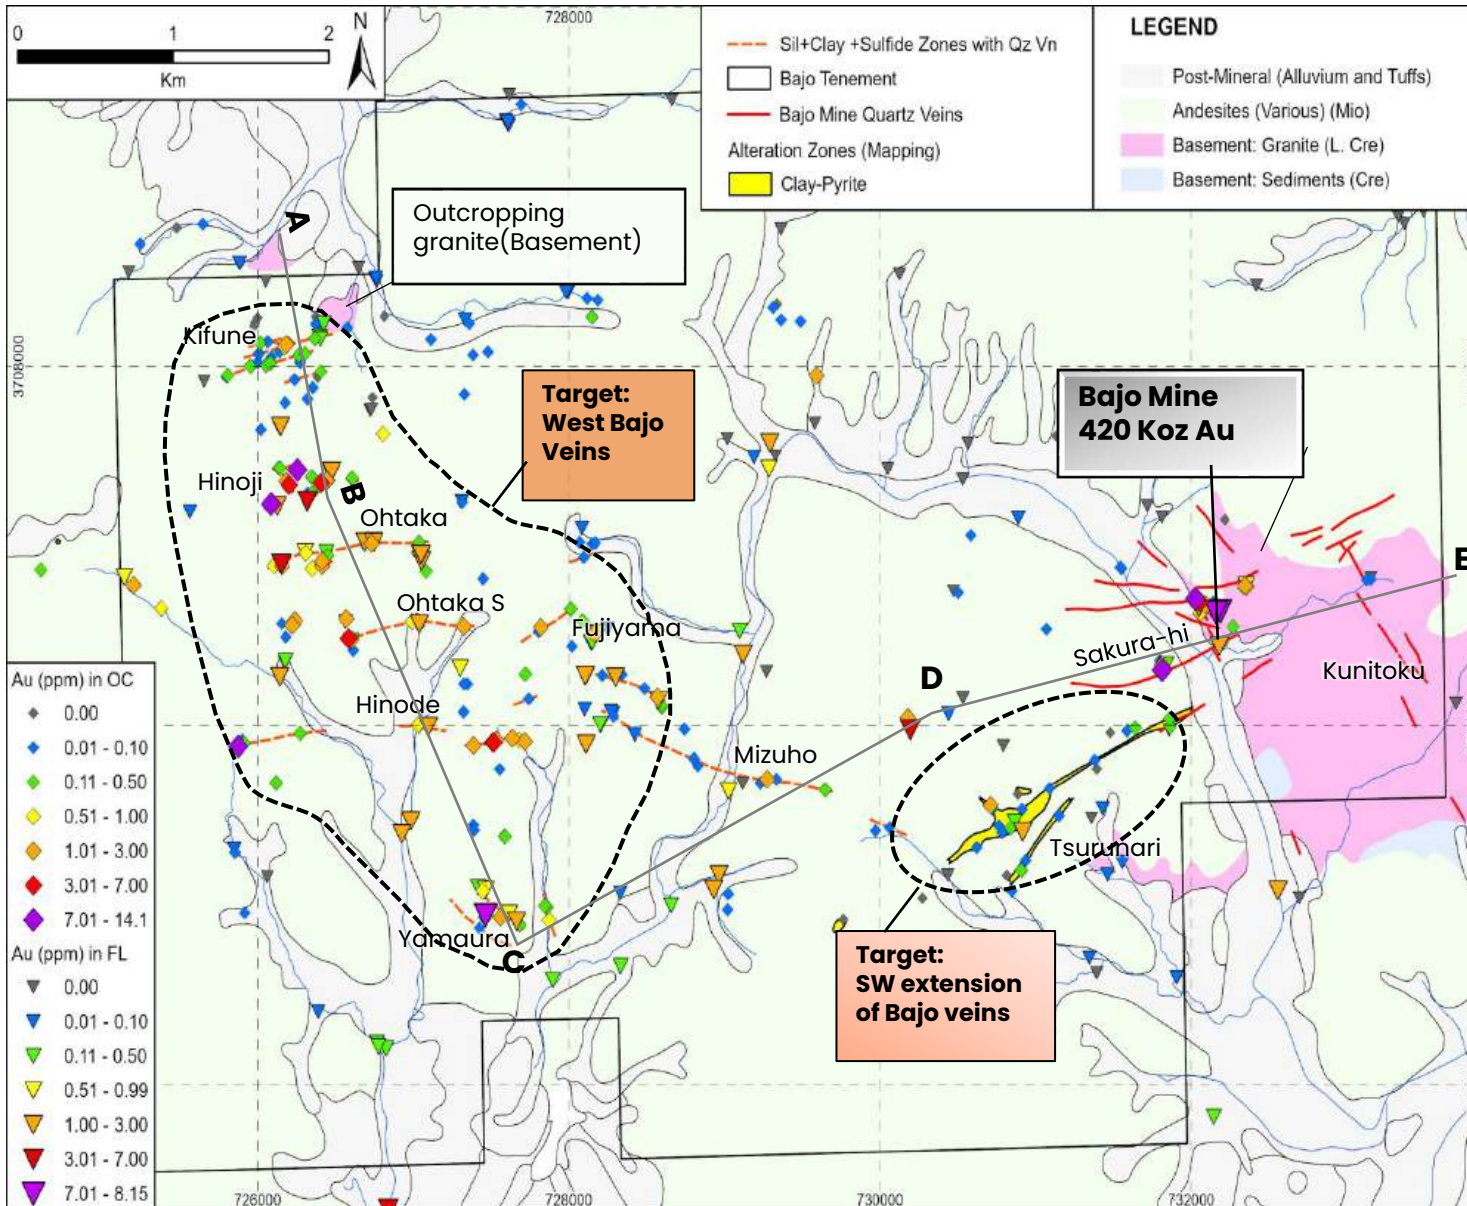 0
1
2
Km
N
728000
Sil+Clay +Sulfide Zones with Qz Vn
Bajo Tenement
Bajo Mine Quartz Veins
Alteration Zones (Mapping)
Clay-Pyrite
LEGEND
Post-Mineral (Alluvium and Tuffs)
Andesites (Various) (Mio)
Basement: Granite (L. Cre)
Basement: Sediments (Cre)
A
Outcropping
granite(Basement)
Kifune
3708000
Target:
West Bajo
Veins
Bajo Mine
420 Koz Au
Hinoji
B
Ohtaka
E
Ohtaka S
Fujiyama
Sakura-hi
Kunitoku
D
Hinode
Mizuho
Tsurunari
Yamaura
C
Target:
SW extension
of Bajo veins
Au (ppm) in OC
0.00
0.01 - 0.10
0.11 - 0.50
0.51 - 1.00
1.01 - 3.00
3.01 - 7.00
7.01 - 14.1
Au (ppm) in FL
0.00
0.01 - 0.10
0.11 - 0.50
0.51 - 0.99
1.00 - 3.00
3.01 - 7.00
7.01 - 8.15
726000
728000
730000
732000